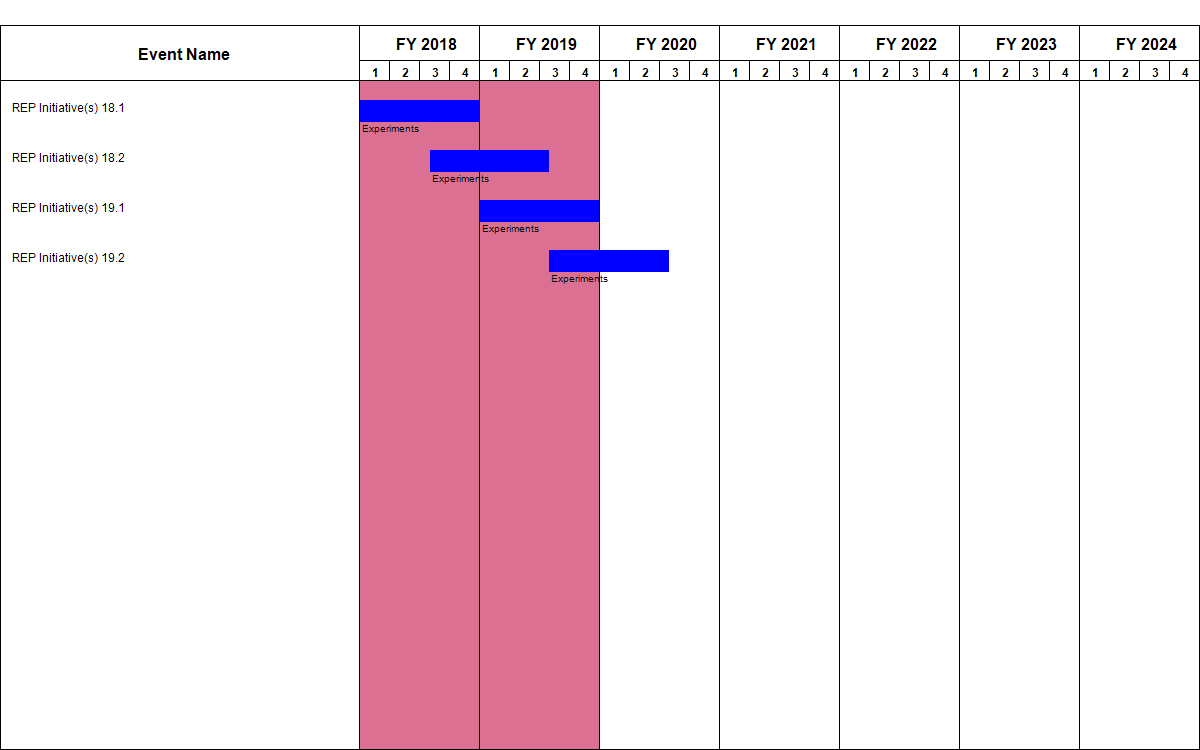 Event Name
FY 2018 FY 2019 FY 2020 FY 2021 FY 2022 FY 2023 FY 2024
1 2 3 4 1 2 3 4 1 2 3 4 1 2 3 4 1 2 3 4 1 2 3 4 1 2 3 4
REP Initiative(s) 18.1
Experiments
REP Initiative(s) 18.2
Experiments
REP Initiative(s) 19.1
Experiments
REP Initiative(s) 19.2
Experiments